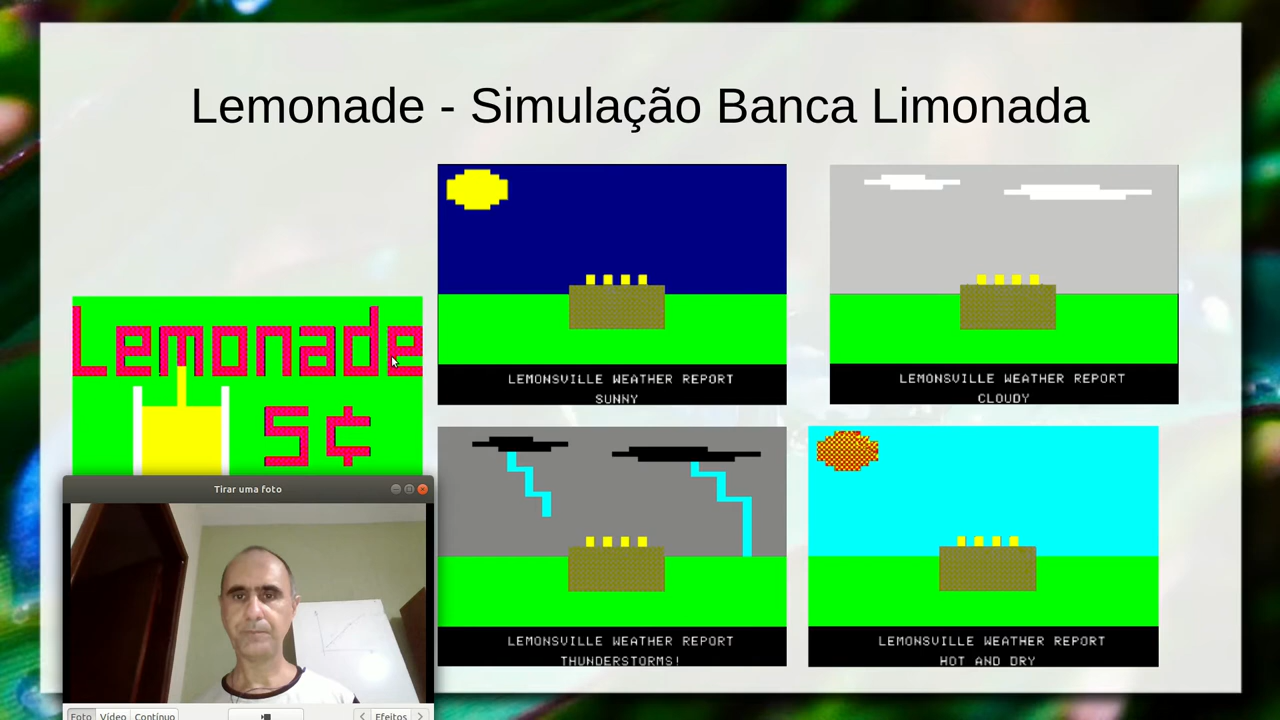 Lemonade - Simulação Banca Limonada
LEMONSVILLE WEATHER REPORT
SUNNY
LEMONSVILLE WEATHER REPORT
CLOUDY
Lemonade
5¢
LEMONSVILLE WEATHER REPORT
THUNDERSTORMS!
LEMONSVILLE WEATHER REPORT
HOT AND DRY
Tirar uma foto
Foto Vídeo Contínuo Efeitos